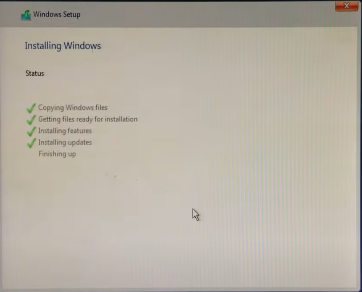 Windows Setup
Installing Windows
Status
Copying Windows files
Getting files ready for installation
Installing features
Installing updates
Finishing up